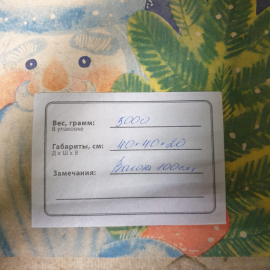 Вес, грамм: 5000
В упаковке
Габариты, см: 40×40×20
Д х Ш х В
Замечания: